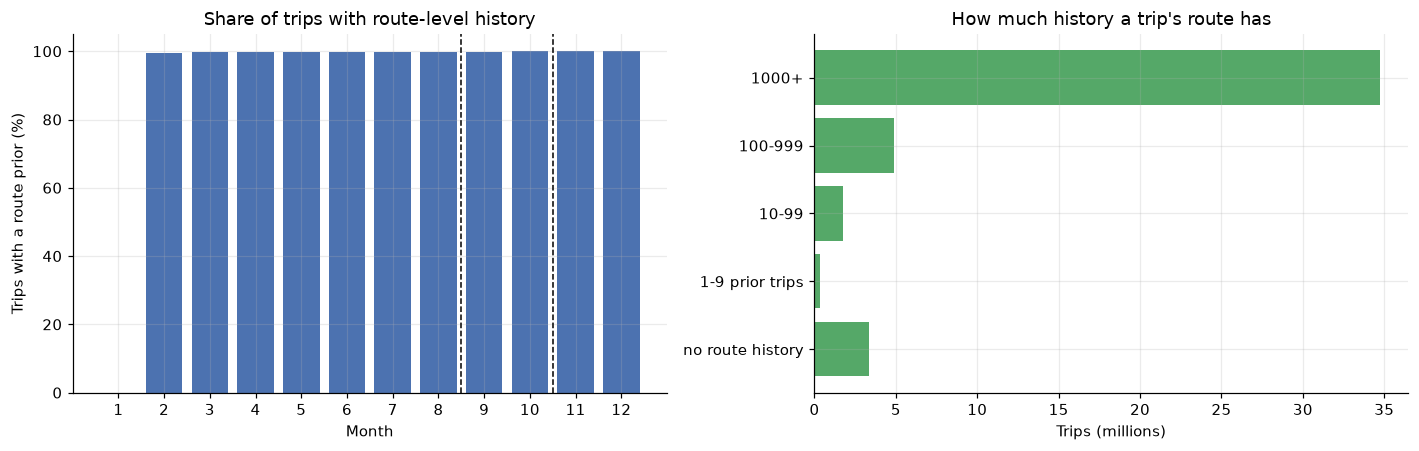 Share of trips with route-level history
Trips with a route prior (%)
100
80
60
40
20
0
1 2 3 4 5 6 7 8 9 10 11 12
Month
How much history a trip's route has
1000+
100-999
10-99
1-9 prior trips
no route history
0 5 10 15 20 25 30 35
Trips (millions)